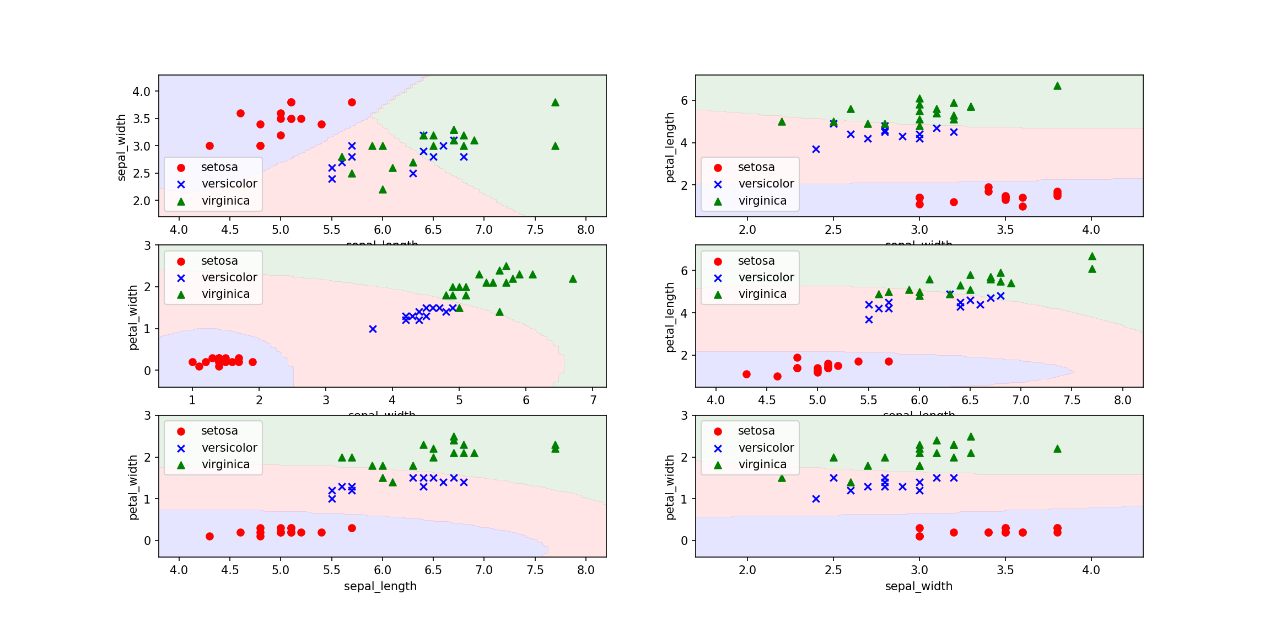 4.0
3.5
3.0
2.5
2.0
sepal_width
setosa
versicolor
virginica
4.0 4.5 5.0 5.5 6.0 6.5 7.0 7.5 8.0
sepal_length
6
4
2
petal_length
setosa
versicolor
virginica
2.0 2.5 3.0 3.5 4.0
sepal_width
3
2
1
0
petal_width
setosa
versicolor
virginica
1 2 3 4 5 6 7
sepal_width
6
4
2
petal_length
setosa
versicolor
virginica
4.0 4.5 5.0 5.5 6.0 6.5 7.0 7.5 8.0
sepal_length
3
2
1
0
petal_width
setosa
versicolor
virginica
4.0 4.5 5.0 5.5 6.0 6.5 7.0 7.5 8.0
sepal_length
3
2
1
0
petal_width
setosa
versicolor
virginica
2.0 2.5 3.0 3.5 4.0
sepal_width